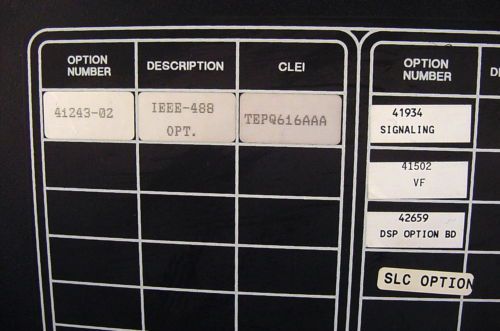 OPTION
NUMBER
DESCRIPTION
CLEI
41243-02
IEEE-488
OPT.
TEPQ616AAA
OPTION
NUMBER
41934
SIGNALING
41502
VF
42659
DSP OPTION BD
SLC OPTION